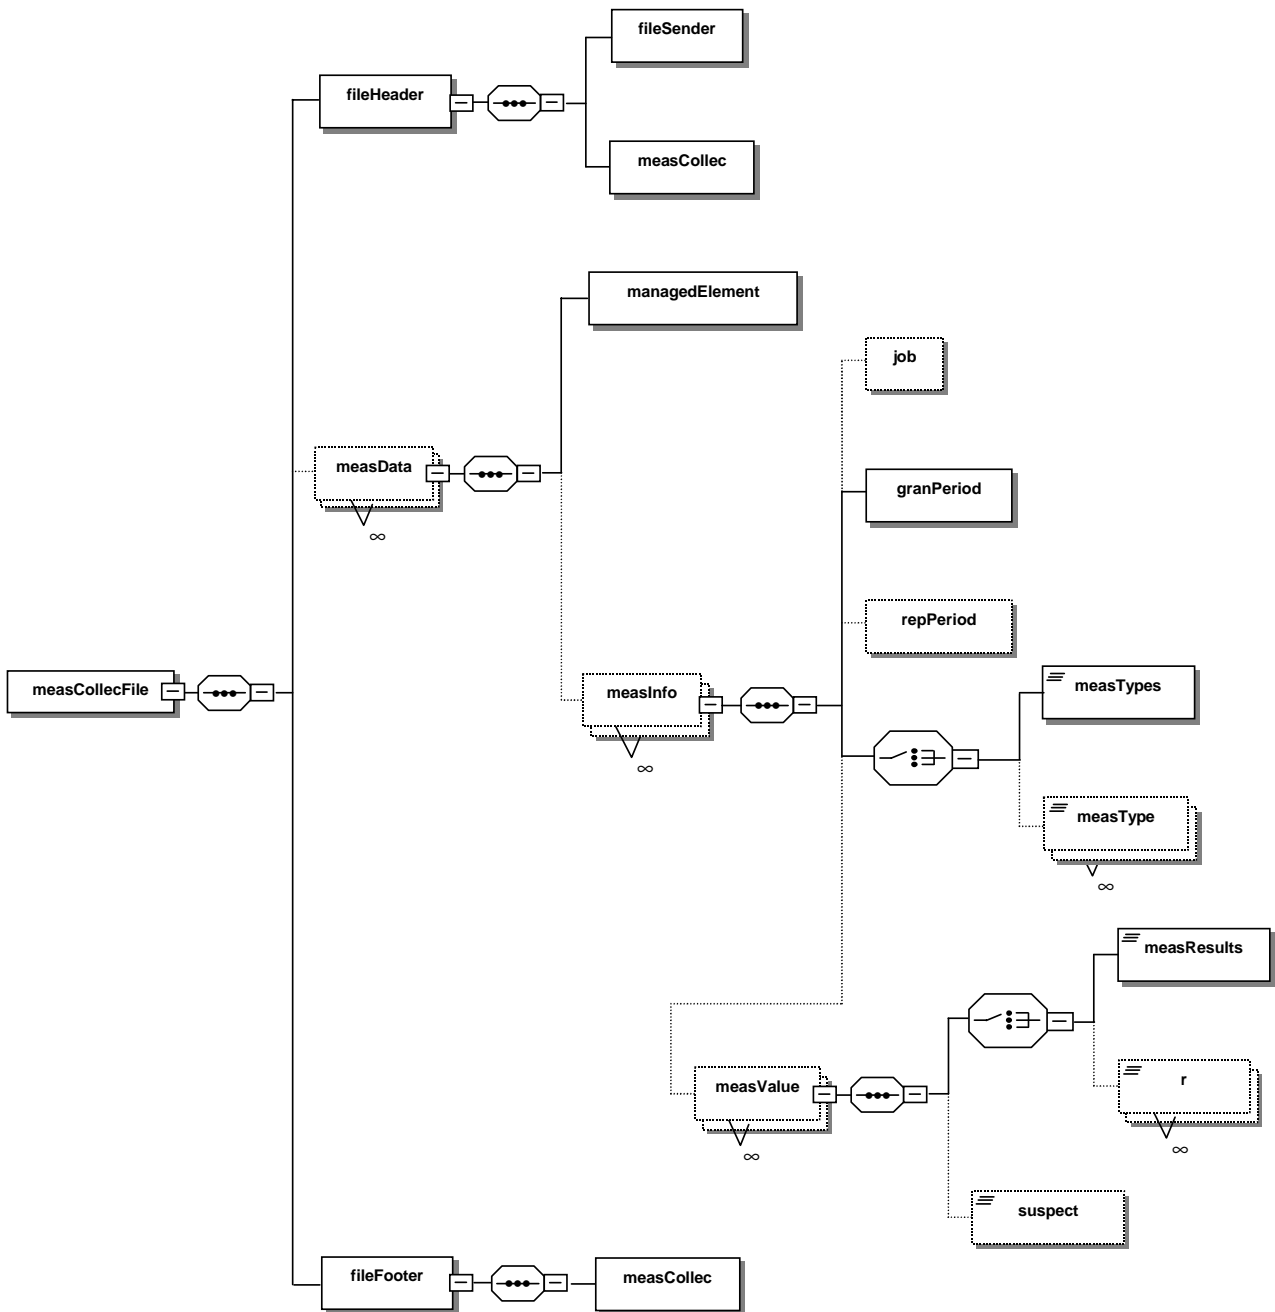 fileSender
fileHeader
measCollec
managedElement
job
measData
∞
granPeriod
repPeriod
measCollecFile
measInfo
∞
measTypes
measType
∞
measResults
measValue
∞
r
∞
suspect
fileFooter
measCollec